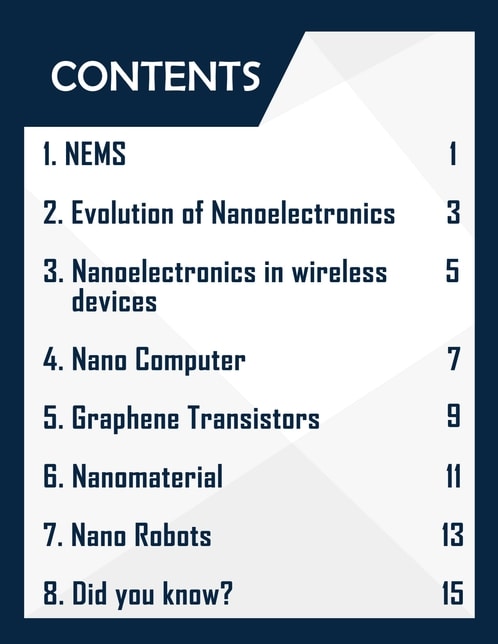 CONTENTS
1. NEMS 1
2. Evolution of Nanoelectronics 3
3. Nanoelectronics in wireless 5
devices
4. Nano Computer 7
5. Graphene Transistors 9
6. Nanomaterial 11
7. Nano Robots 13
8. Did you know? 15